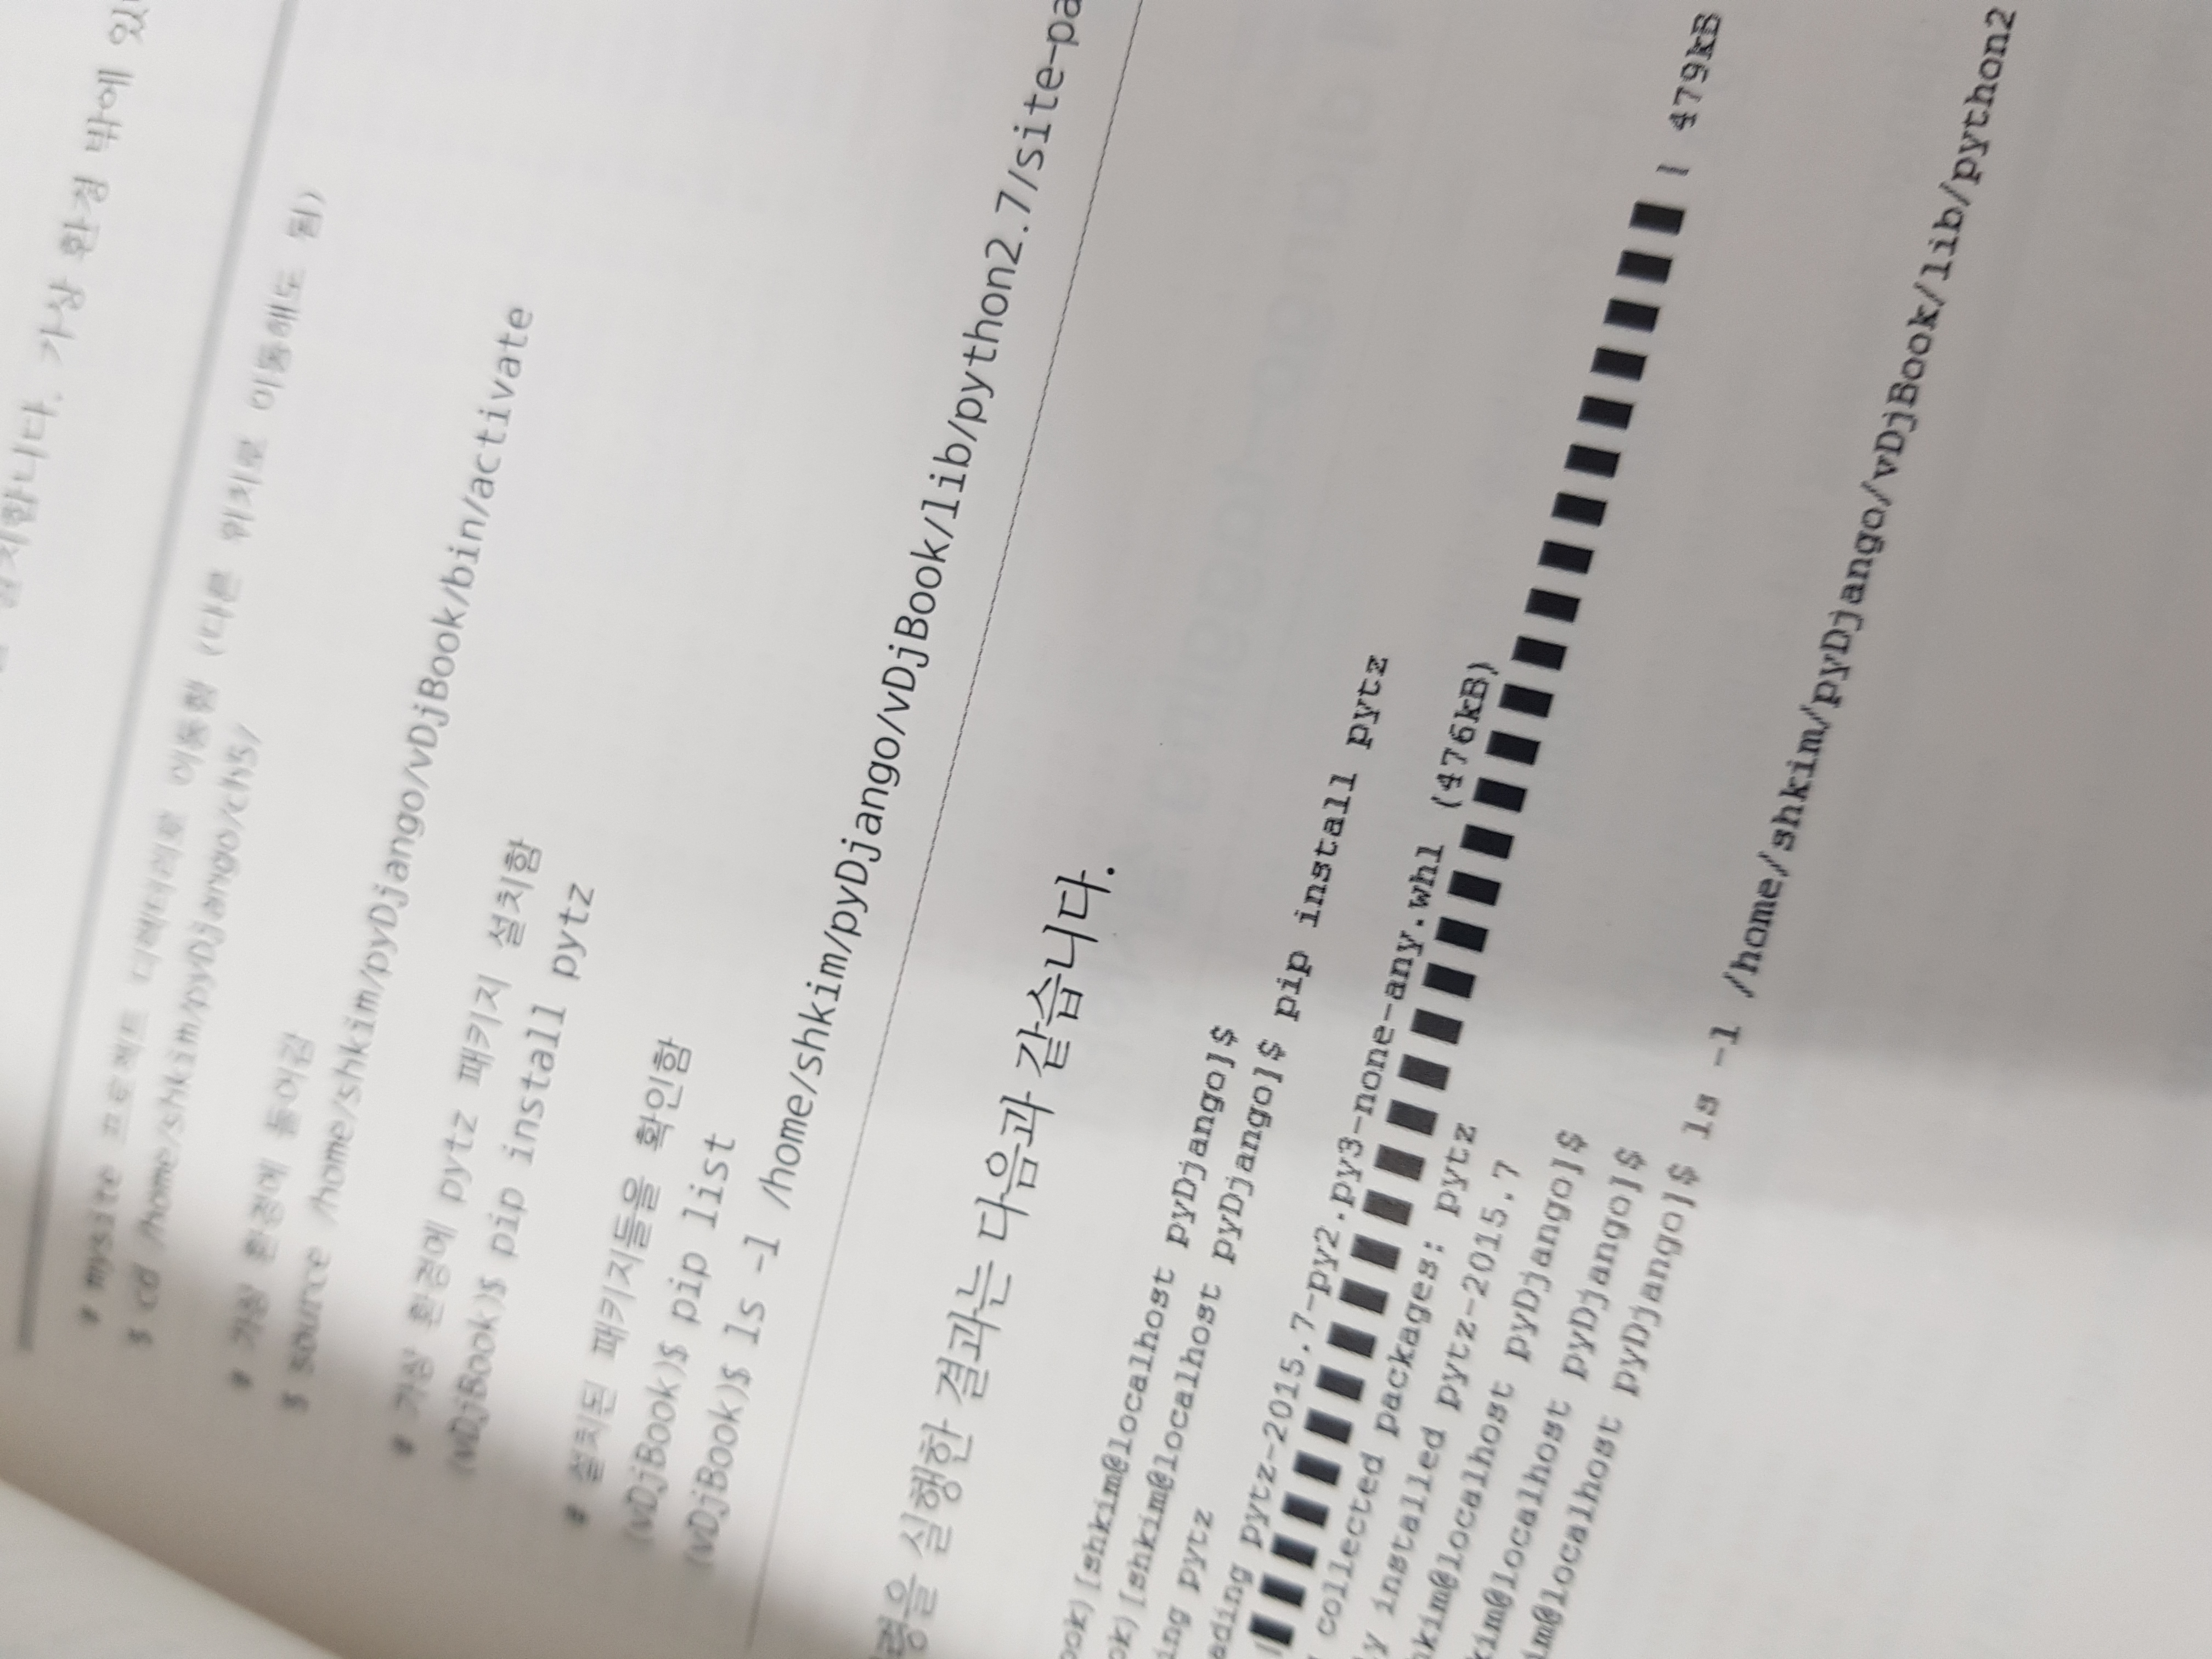 설치합니다. 가상 환경 밖에
# mysite 프로젝트 디렉터리로 이동함 (다른 위치로 이동해도 됨)
$ cd /home/shkim/pyDjango/ch5/
# 가상 환경에 들어감
$ source /home/shkim/pyDjango/vDjBook/bin/activate
# 가상 환경에 pytz 패키지 설치함
(vDjBook)$ pip install pytz
# 설치된 패키지들을 확인함
(vDjBook)$ pip list
(vDjBook)$ ls -l /home/shkim/pyDjango/vDjBook/lib/python2.7/site-pa
령을 실행한 결과는 다음과 같습니다.
ook)[shkim@localhost pyDjango]$
ok)[shkim@localhost pyDjango]$ pip install pytz
ing pytz
ading pytz-2015.7-py2.py3-none-any.whl (476kB)
| 479kB
collected packages: pytz
ly installed pytz-2015.7
hkim@localhost pyDjango]$
kim@localhost pyDjango]$
im@localhost pyDjango]$ ls -l /home/shkim/pyDjango/vDjBook/lib/python2